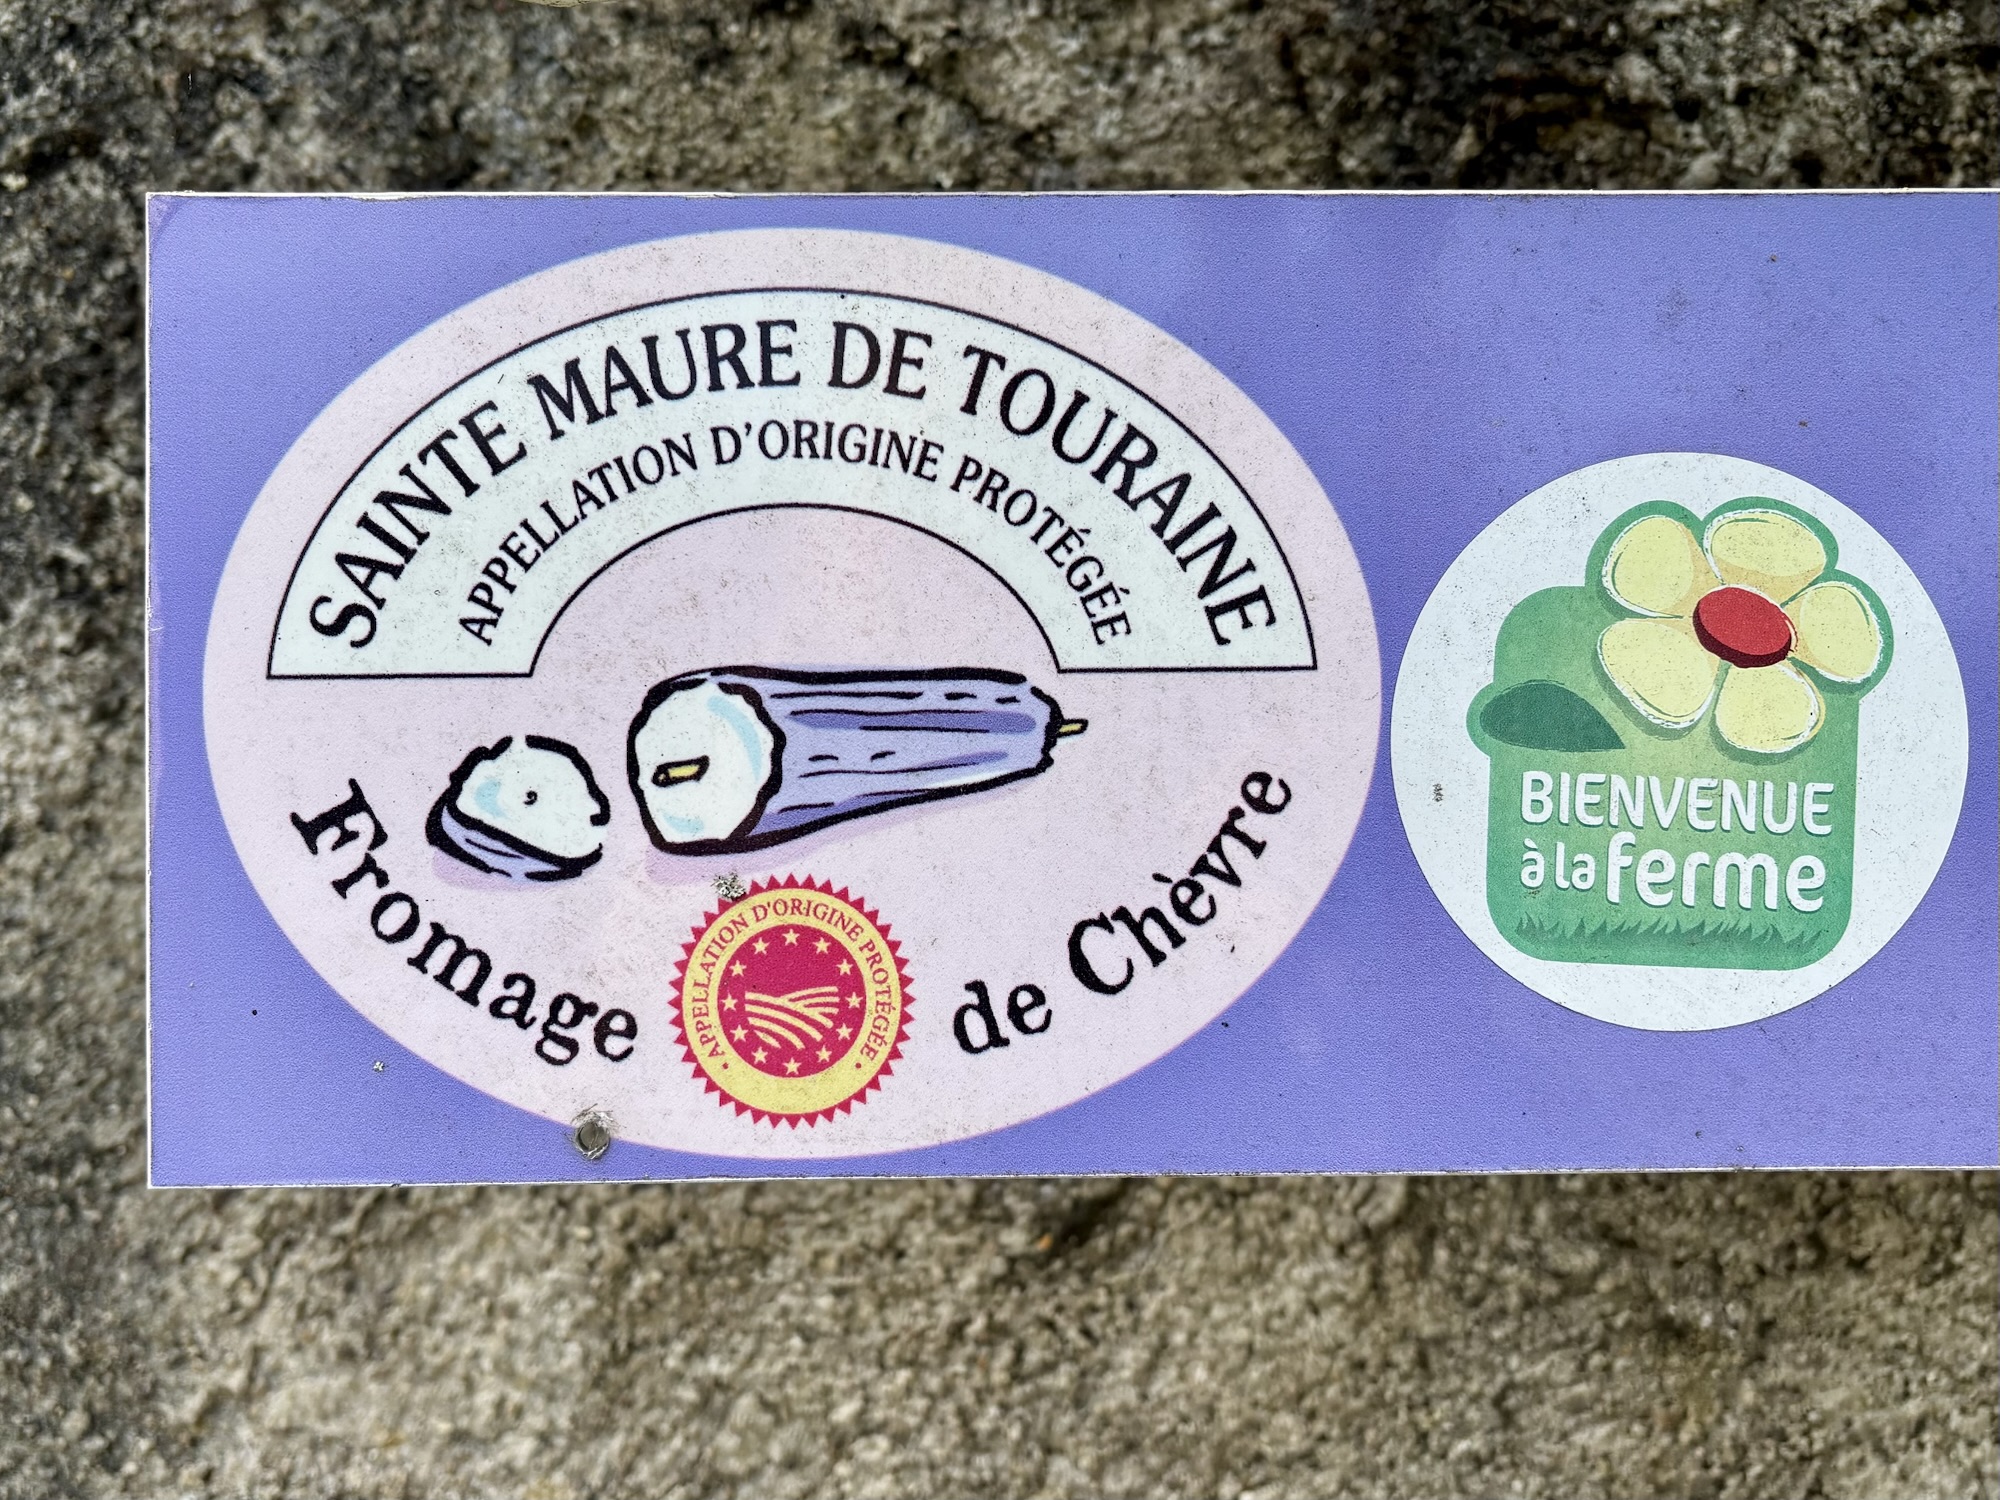 SAINTE MAURE DE TOURAINE
APPELLATION D'ORIGINE PROTÉGÉE
Fromage de Chèvre
• APPELLATION D'ORIGINE PROTÉGÉE •
BIENVENUE
à la ferme